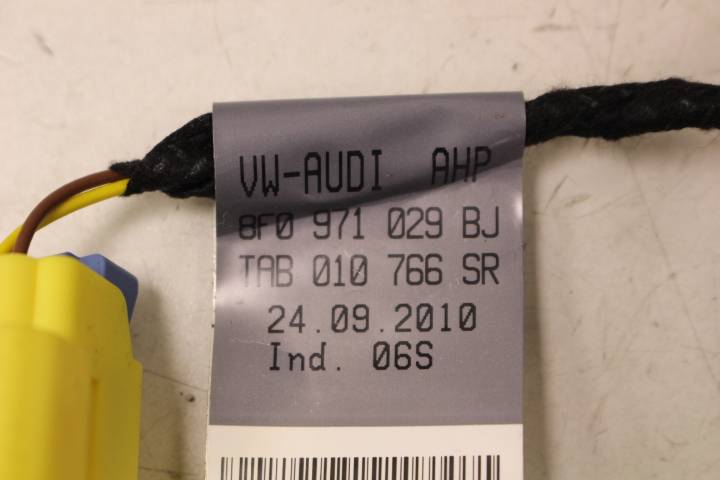 VW-AUDI AHP
8F0 971 029 BJ
TAB 010 766 SR
24.09.2010
Ind. 06S